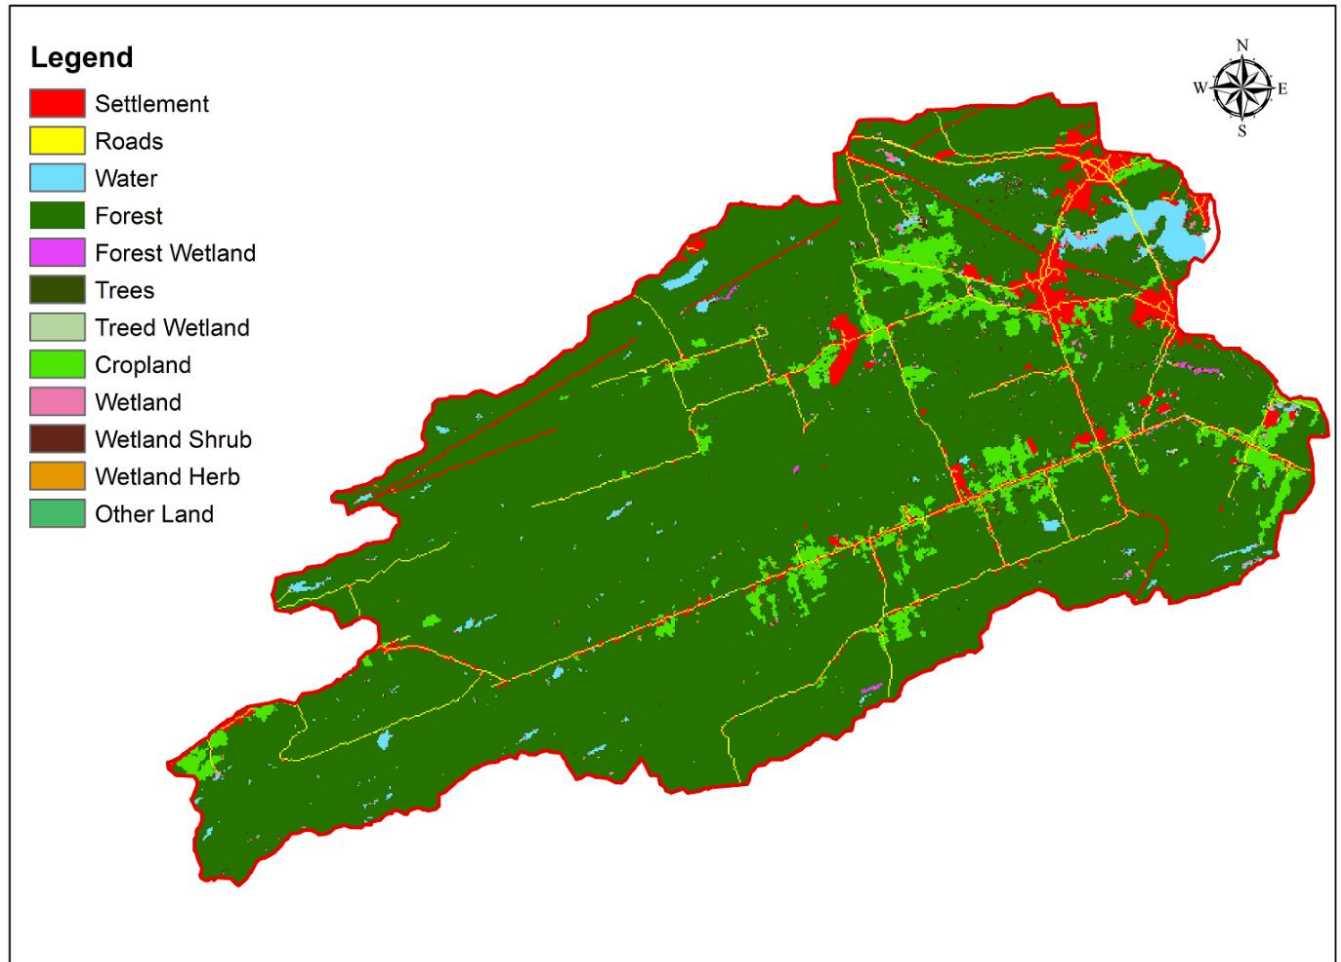 Legend
Settlement
Roads
Water
Forest
Forest Wetland
Trees
Treed Wetland
Cropland
Wetland
Wetland Shrub
Wetland Herb
Other Land
N
W E
S